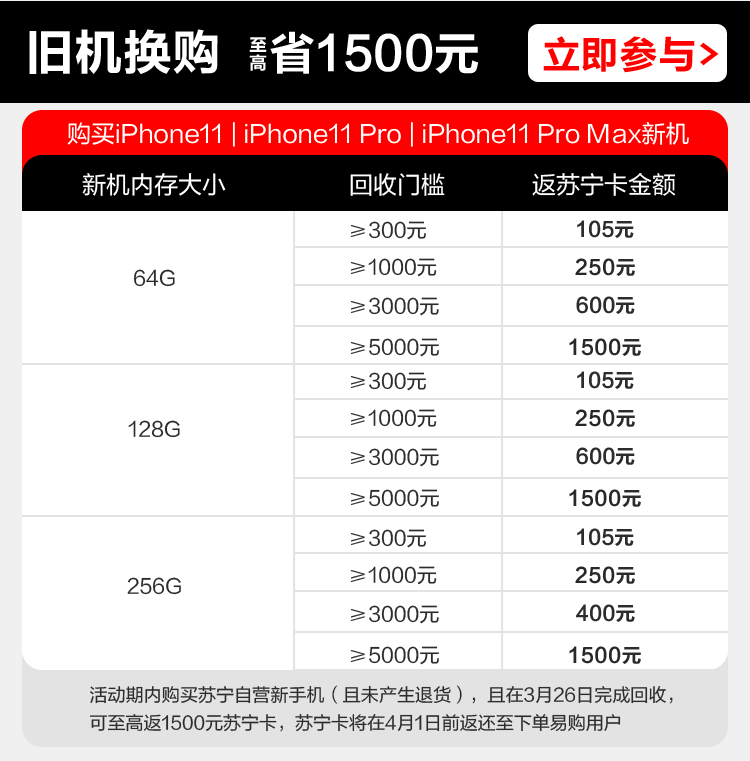 旧机换购 至高省1500元 立即参与>
购买iPhone11 | iPhone11 Pro | iPhone11 Pro Max新机
新机内存大小 回收门槛 返苏宁卡金额
64G
≥300元 105元
≥1000元 250元
≥3000元 600元
≥5000元 1500元
128G
≥300元 105元
≥1000元 250元
≥3000元 600元
≥5000元 1500元
256G
≥300元 105元
≥1000元 250元
≥3000元 400元
≥5000元 1500元
活动期内购买苏宁自营新手机（且未产生退货），且在3月26日完成回收，
可至高返1500元苏宁卡，苏宁卡将在4月1日前返还至下单易购用户